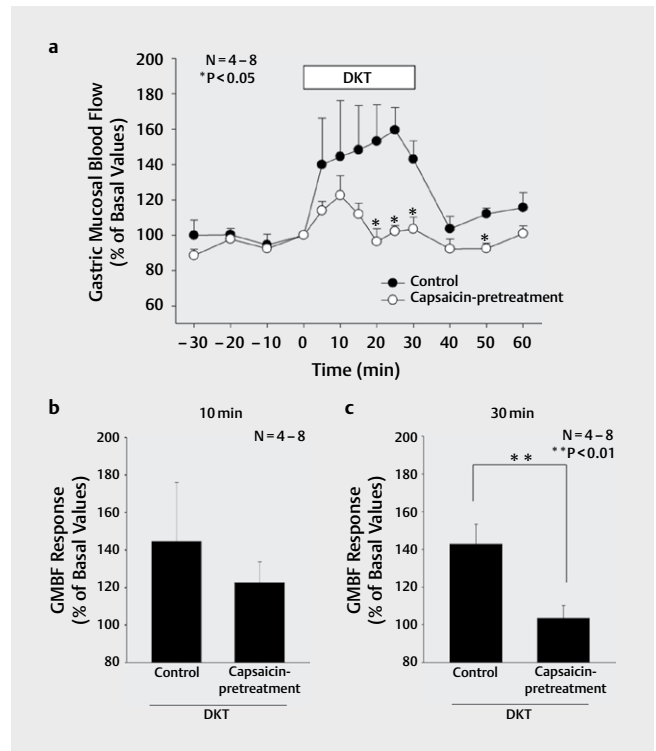 a
N = 4 – 8
*P < 0.05
DKT
Gastric Mucosal Blood Flow
(% of Basal Values)
200
180
160
140
120
100
80
60
* * * *
Control
Capsaicin-pretreatment
– 30 – 20 – 10 0 10 20 30 40 50 60
Time (min)
b
10 min
N = 4 – 8
GMBF Response
(% of Basal Values)
200
180
160
140
120
100
80
Control
Capsaicin-
pretreatment
DKT
c
30 min
N = 4 – 8
**P < 0.01
* *
GMBF Response
(% of Basal Values)
200
180
160
140
120
100
80
Control
Capsaicin-
pretreatment
DKT